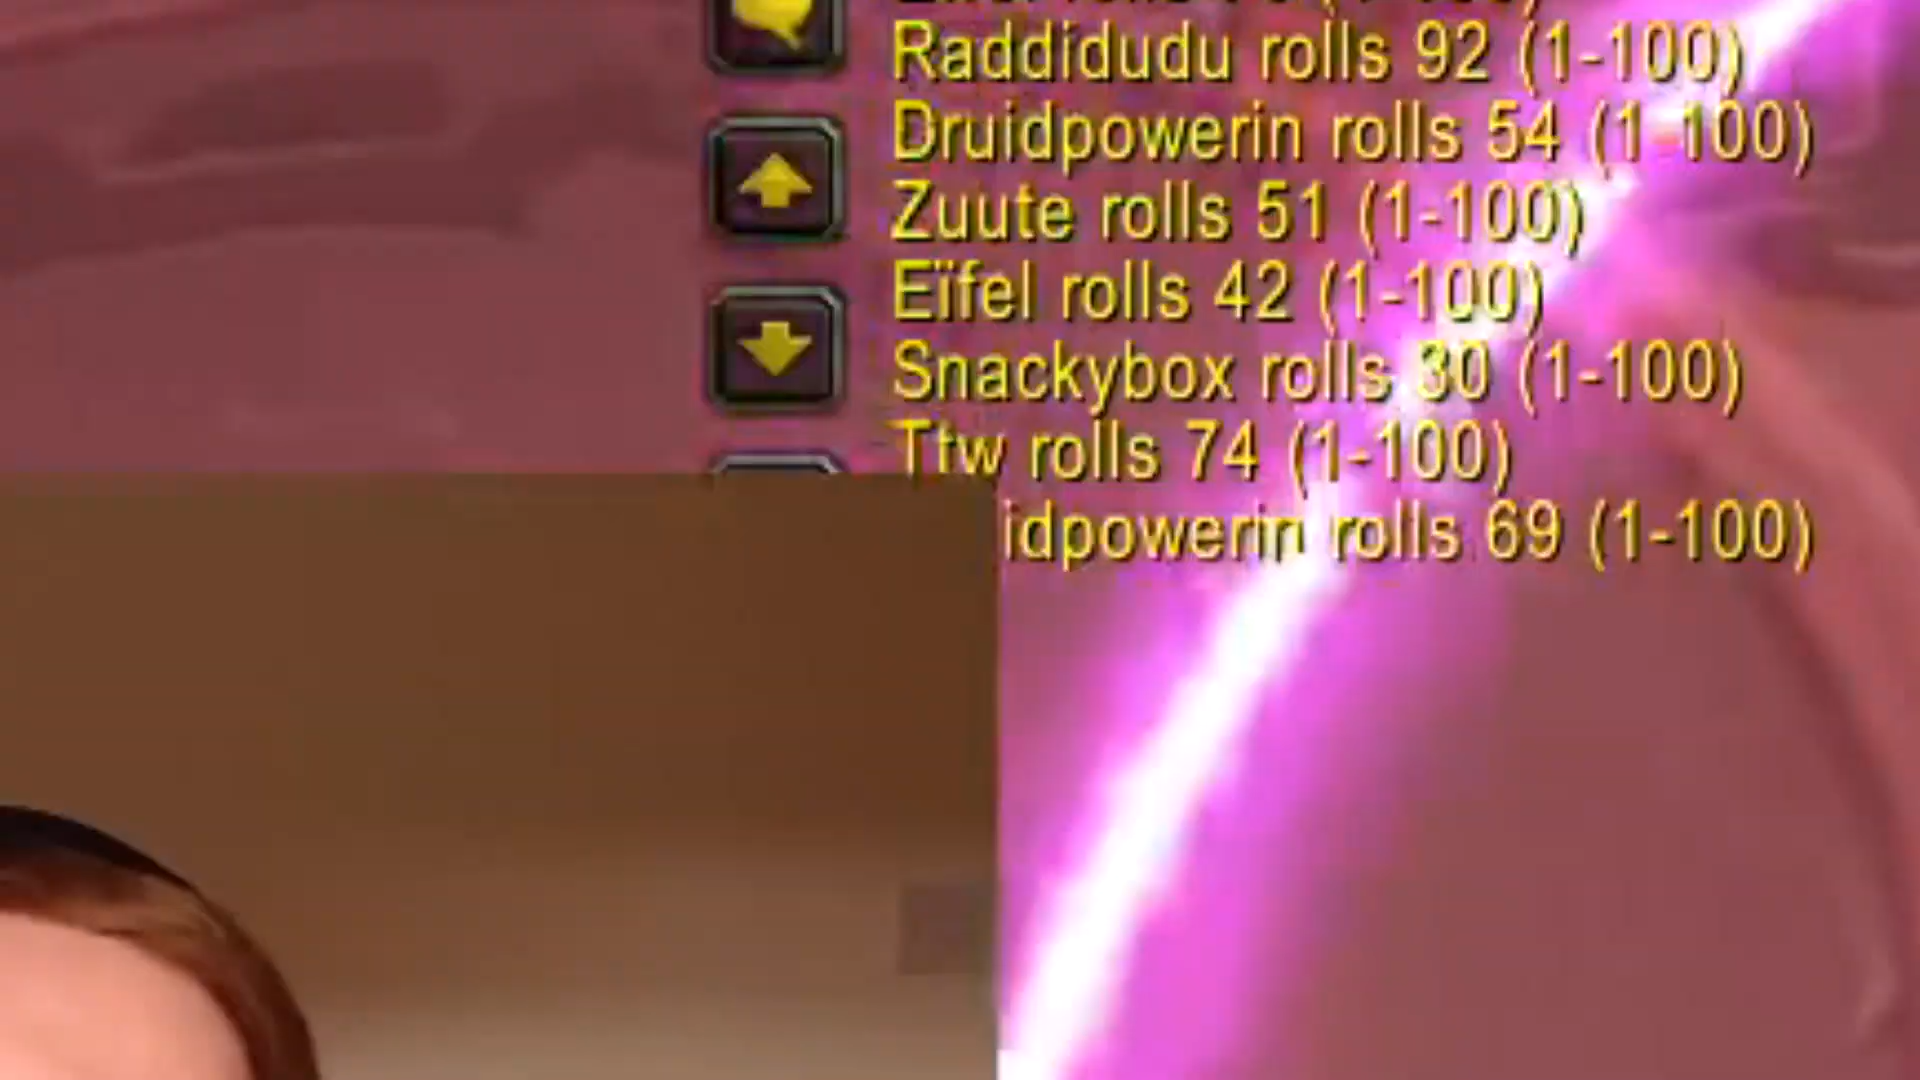 Raddidudu rolls 92 (1-100)
Druidpowerin rolls 54 (1-100)
Zuute rolls 51 (1-100)
Eïfel rolls 42 (1-100)
Snackybox rolls 30 (1-100)
rolls 74 (1-100)
idpowerin rolls 69 (1-100)